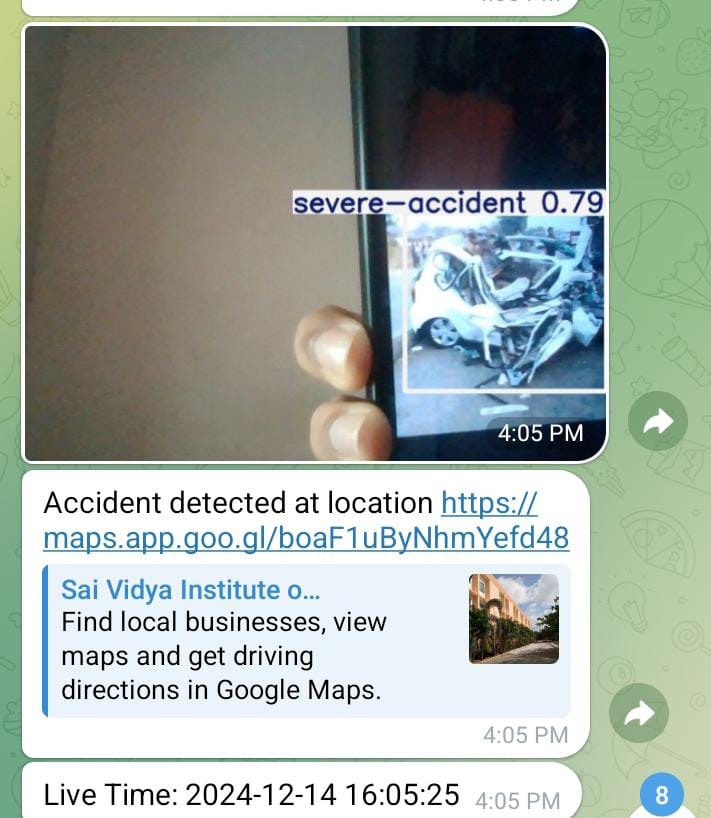 severe-accident 0.79
4:05 PM
Accident detected at location https://
maps.app.goo.gl/boaF1uByNhmYefd48
Sai Vidya Institute o...
Find local businesses, view
maps and get driving
directions in Google Maps.
4:05 PM
Live Time: 2024-12-14 16:05:25 4:05 PM
8